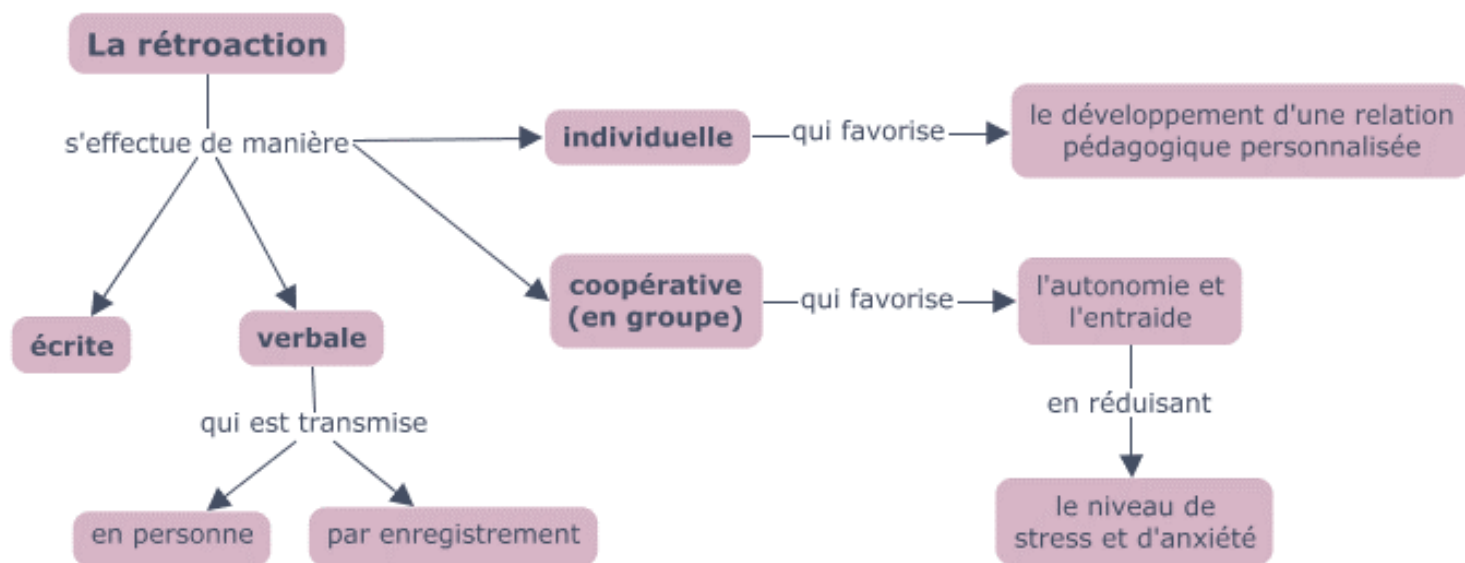 La rétroaction
s'effectue de manière
individuelle
qui favorise
le développement d'une relation
pédagogique personnalisée
coopérative
(en groupe)
qui favorise
l'autonomie et
l'entraide
en réduisant
le niveau de
stress et d'anxiété
écrite
verbale
qui est transmise
en personne
par enregistrement